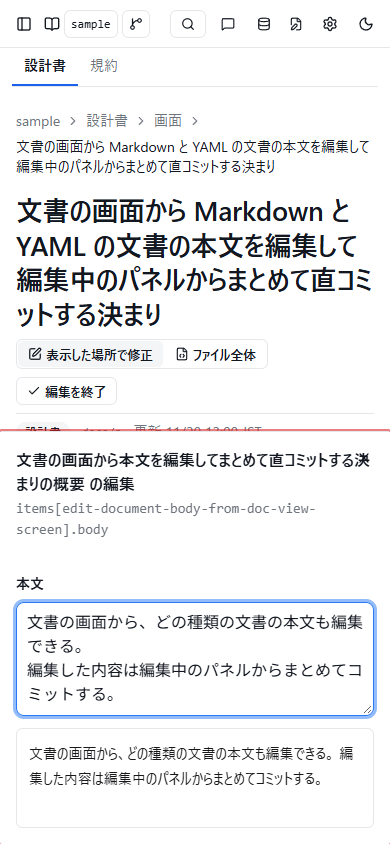 sample
設計書 規約
sample > 設計書 > 画面 >
文書の画面から Markdown と YAML の文書の本文を編集して
編集中のパネルからまとめて直コミットする決まり
文書の画面から Markdown と
YAML の文書の本文を編集して
編集中のパネルからまとめて直コミ
ットする決まり
表示した場所で修正 ファイル全体
編集を終了
文書の画面から本文を編集してまとめて直コミットする決
まりの概要 の編集
items[edit-document-body-from-doc-view-
screen].body
本文
文書の画面から、どの種類の文書の本文も編集
できる。
編集した内容は編集中のパネルからまとめてコ
ミットする。
文書の画面から、どの種類の文書の本文も編集できる。 編
集した内容は編集中のパネルからまとめてコミットする。